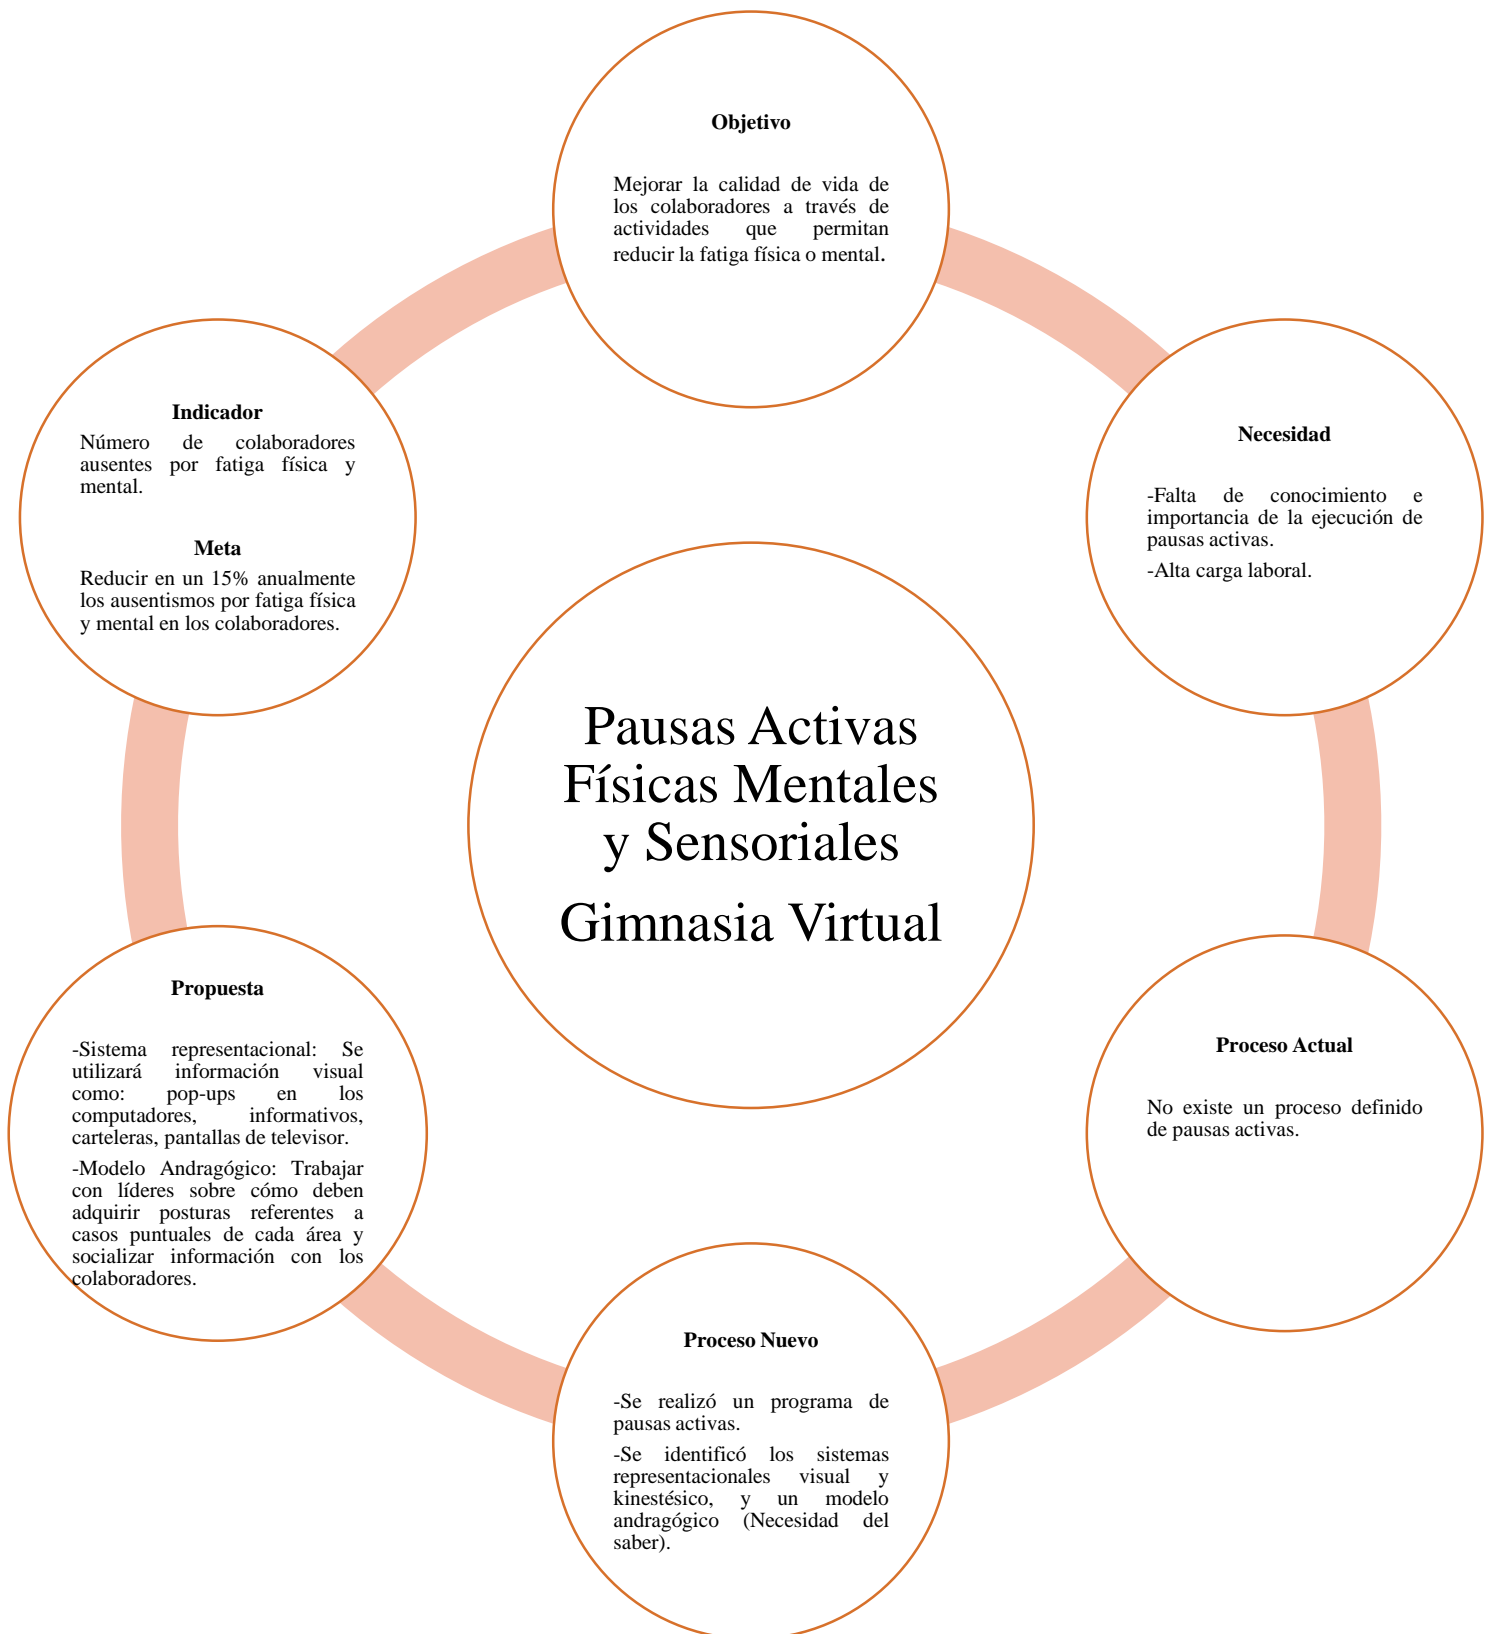 Objetivo
Mejorar la calidad de vida de
los colaboradores a través de
actividades que permitan
reducir la fatiga física o mental.
Necesidad
-Falta de conocimiento e
importancia de la ejecución de
pausas activas.
-Alta carga laboral.
Proceso Actual
No existe un proceso definido
de pausas activas.
Proceso Nuevo
-Se realizó un programa de
pausas activas.
-Se identificó los sistemas
representacionales visual y
kinestésico, y un modelo
andragógico (Necesidad del
saber).
Propuesta
-Sistema representacional: Se
utilizará información visual
como: pop-ups en los
computadores, informativos,
carteleras, pantallas de televisor.
-Modelo Andragógico: Trabajar
con líderes sobre cómo deben
adquirir posturas referentes a
casos puntuales de cada área y
socializar información con los
colaboradores.
Indicador
Número de colaboradores
ausentes por fatiga física y
mental.
Meta
Reducir en un 15% anualmente
los ausentismos por fatiga física
y mental en los colaboradores.
Pausas Activas
Físicas Mentales
y Sensoriales
Gimnasia Virtual